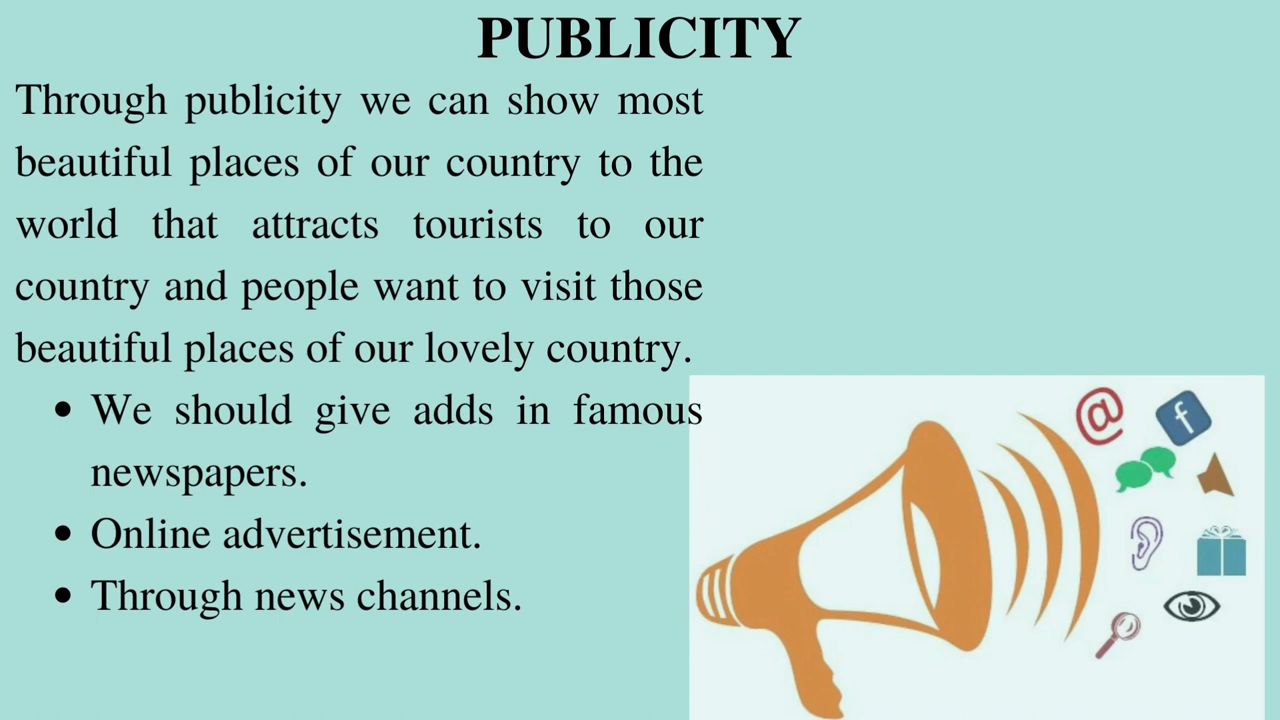 PUBLICITY
Through publicity we can show most
beautiful places of our country to the
world that attracts tourists to our
country and people want to visit those
beautiful places of our lovely country.
• We should give adds in famous
newspapers.
• Online advertisement.
• Through news channels.
@
f